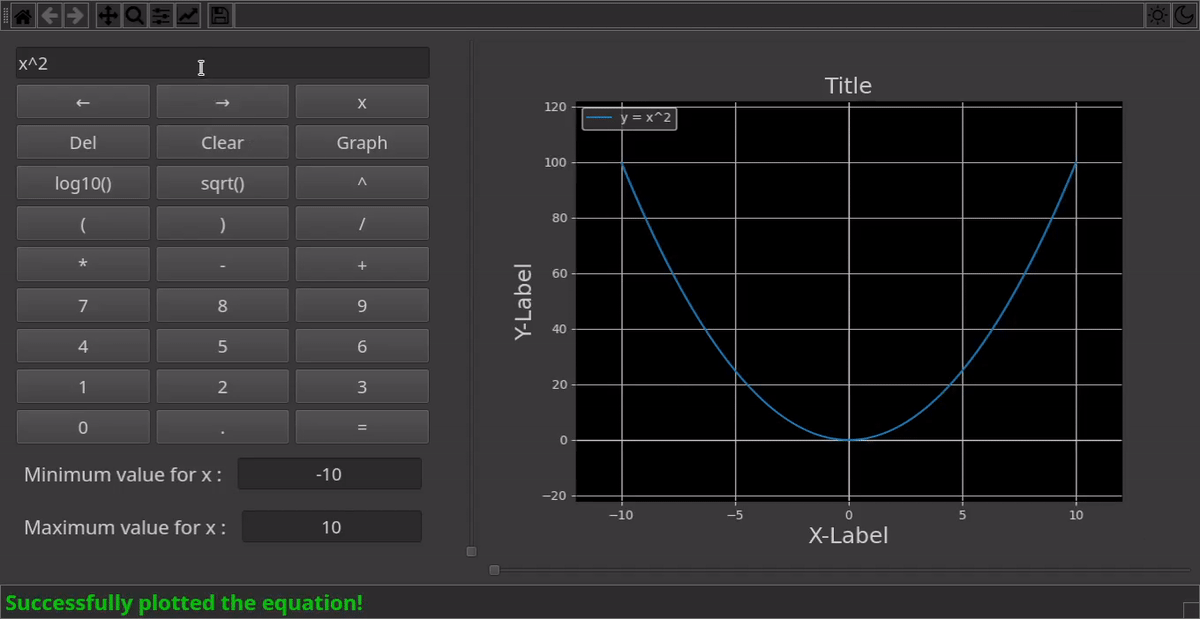 x^2
← → x
Del Clear Graph
log10() sqrt() ^
( ) /
* - +
7 8 9
4 5 6
1 2 3
0 . =
Minimum value for x : -10
Maximum value for x : 10
Title
y = x^2
120
100
80
60
40
20
0
−20
Y-Label
−10 −5 0 5 10
X-Label
Successfully plotted the equation!